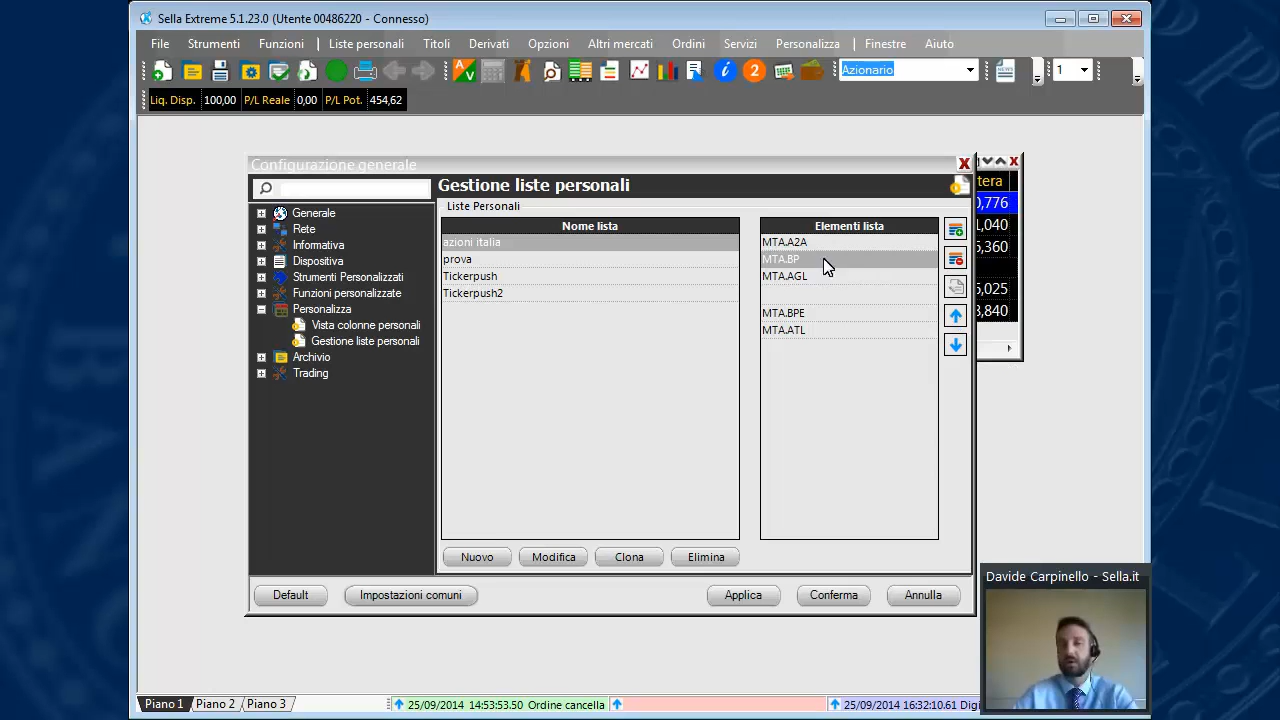 Sella Extreme 5.1.23.0 (Utente 00486220 - Connesso)
File Strumenti Funzioni Liste personali Titoli Derivati Opzioni Altri mercati Ordini Servizi Personalizza Finestre Aiuto
2 Azionario 1
Liq. Disp. 100,00 P/L Reale 0,00 P/L Pot. 454,62
Configurazione generale
Gestione liste personali
Liste Personali
Nome lista
azioni italia
prova
Tickerpush
Tickerpush2
Elementi lista
MTA.A2A
MTA.BP
MTA.AGL
MTA.BPE
MTA.ATL
Generale
Rete
Informativa
Dispositiva
Strumenti Personalizzati
Funzioni personalizzate
Personalizza
Vista colonne personali
Gestione liste personali
Archivio
Trading
tera
0,776
,040
,360
,025
,840
Nuovo Modifica Clona Elimina
Default Impostazioni comuni Applica Conferma Annulla
Davide Carpinello - Sella.it
Piano 1 Piano 2 Piano 3
25/09/2014 14:53:53.50 Ordine cancella
25/09/2014 16:32:10.61 Digi